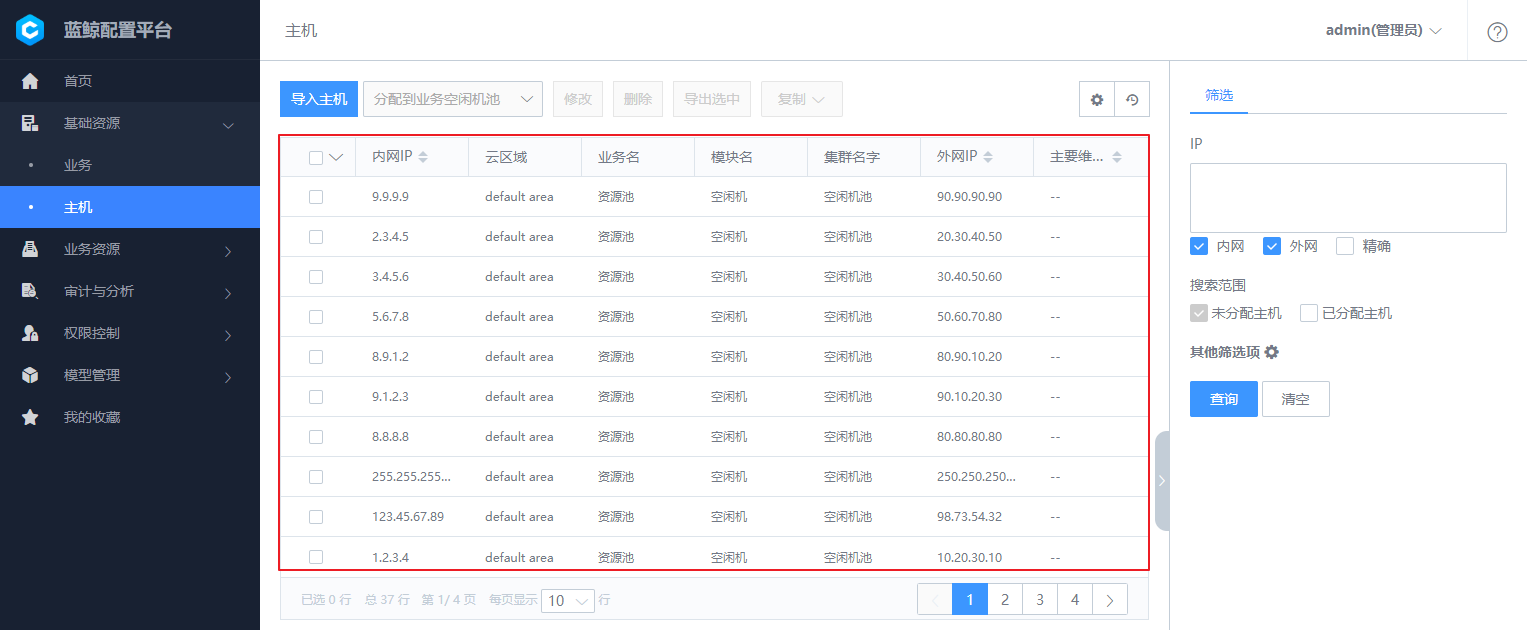 蓝鲸配置平台
首页
基础资源
业务
主机
业务资源
审计与分析
权限控制
模型管理
我的收藏
主机
admin(管理员)
导入主机 分配到业务空闲机池 修改 删除 导出选中 复制
内网IP 云区域 业务名 模块名 集群名字 外网IP 主要维...
9.9.9.9 default area 资源池 空闲机 空闲机池 90.90.90.90 --
2.3.4.5 default area 资源池 空闲机 空闲机池 20.30.40.50 --
3.4.5.6 default area 资源池 空闲机 空闲机池 30.40.50.60 --
5.6.7.8 default area 资源池 空闲机 空闲机池 50.60.70.80 --
8.9.1.2 default area 资源池 空闲机 空闲机池 80.90.10.20 --
9.1.2.3 default area 资源池 空闲机 空闲机池 90.10.20.30 --
8.8.8.8 default area 资源池 空闲机 空闲机池 80.80.80.80 --
255.255.255... default area 资源池 空闲机 空闲机池 250.250.250... --
123.45.67.89 default area 资源池 空闲机 空闲机池 98.73.54.32 --
1.2.3.4 default area 资源池 空闲机 空闲机池 10.20.30.10 --
已选 0 行 总 37 行 第 1/ 4 页 每页显示 10 行 1 2 3 4
筛选
IP
内网 外网 精确
搜索范围
未分配主机 已分配主机
其他筛选项
查询 清空